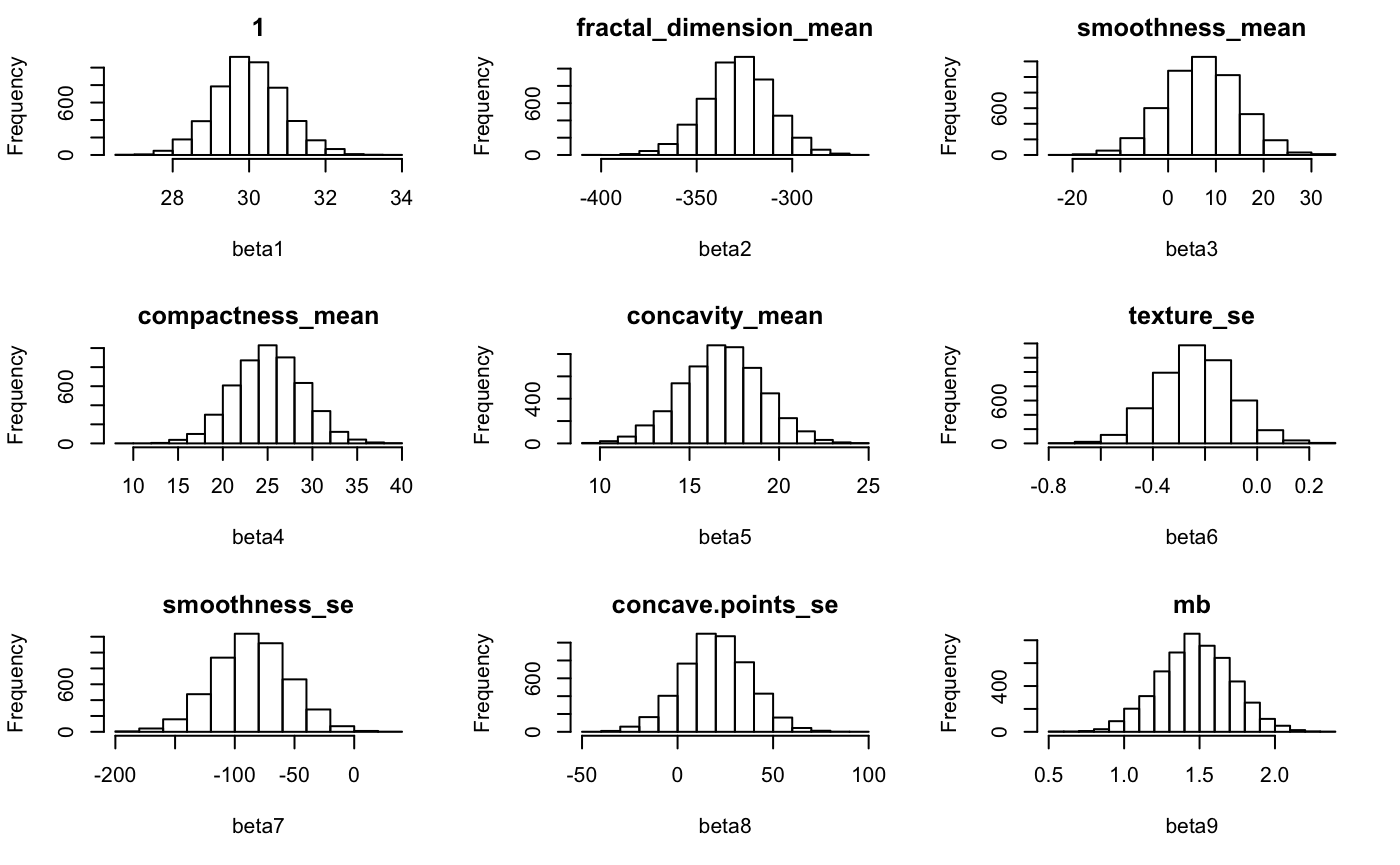 1
Frequency
0
600
28
30
32
34
beta1
fractal_dimension_mean
Frequency
0
600
-400
-350
-300
beta2
smoothness_mean
Frequency
0
600
-20
0
10
20
30
beta3
compactness_mean
Frequency
0
600
10
15
20
25
30
35
40
beta4
concavity_mean
Frequency
0
400
10
15
20
25
beta5
texture_se
Frequency
0
600
-0.8
-0.4
0.0
0.2
beta6
smoothness_se
Frequency
0
600
-200
-100
-50
0
beta7
concave.points_se
Frequency
0
600
-50
0
50
100
beta8
mb
Frequency
0
400
0.5
1.0
1.5
2.0
beta9